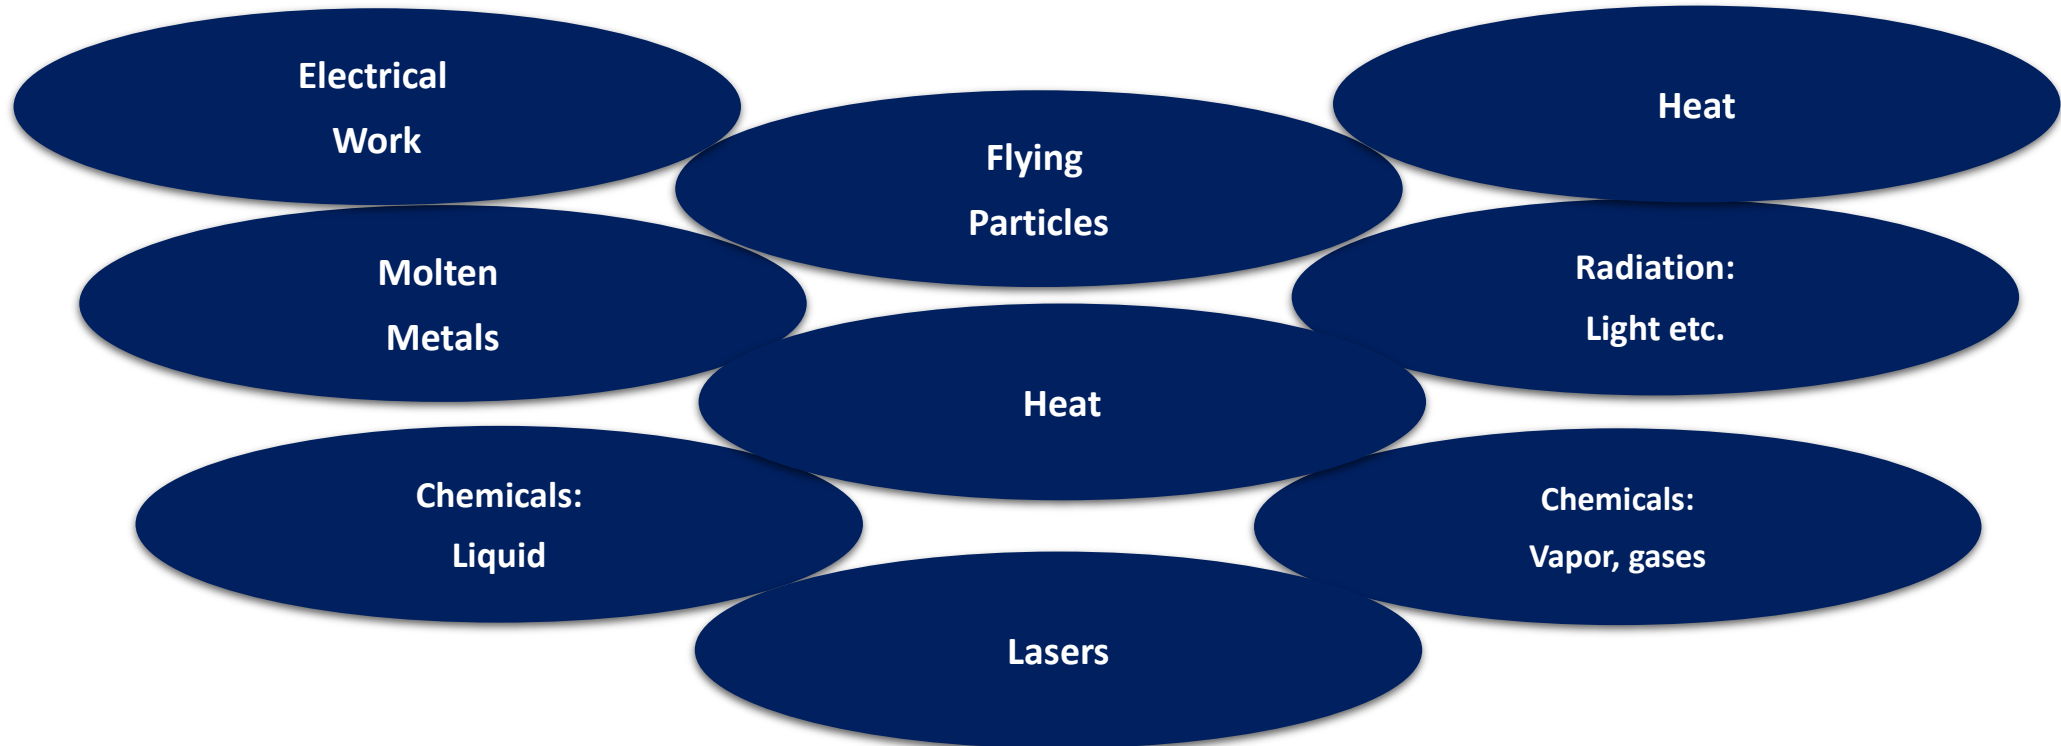 Electrical
Work
Flying
Particles
Heat
Molten
Metals
Radiation:
Light etc.
Heat
Chemicals:
Liquid
Chemicals:
Vapor, gases
Lasers